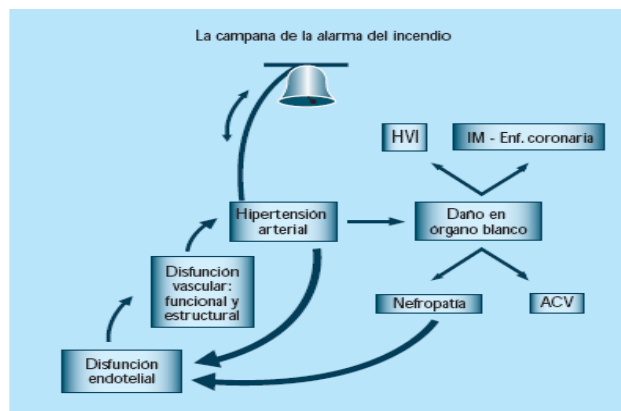 La campana de la alarma del incendio
HVI
IM - Enf. coronaria
Hipertensión
arterial
Daño en
órgano blanco
Disfunción
vascular:
funcional y
estructural
Nefropatía
ACV
Disfunción
endotelial